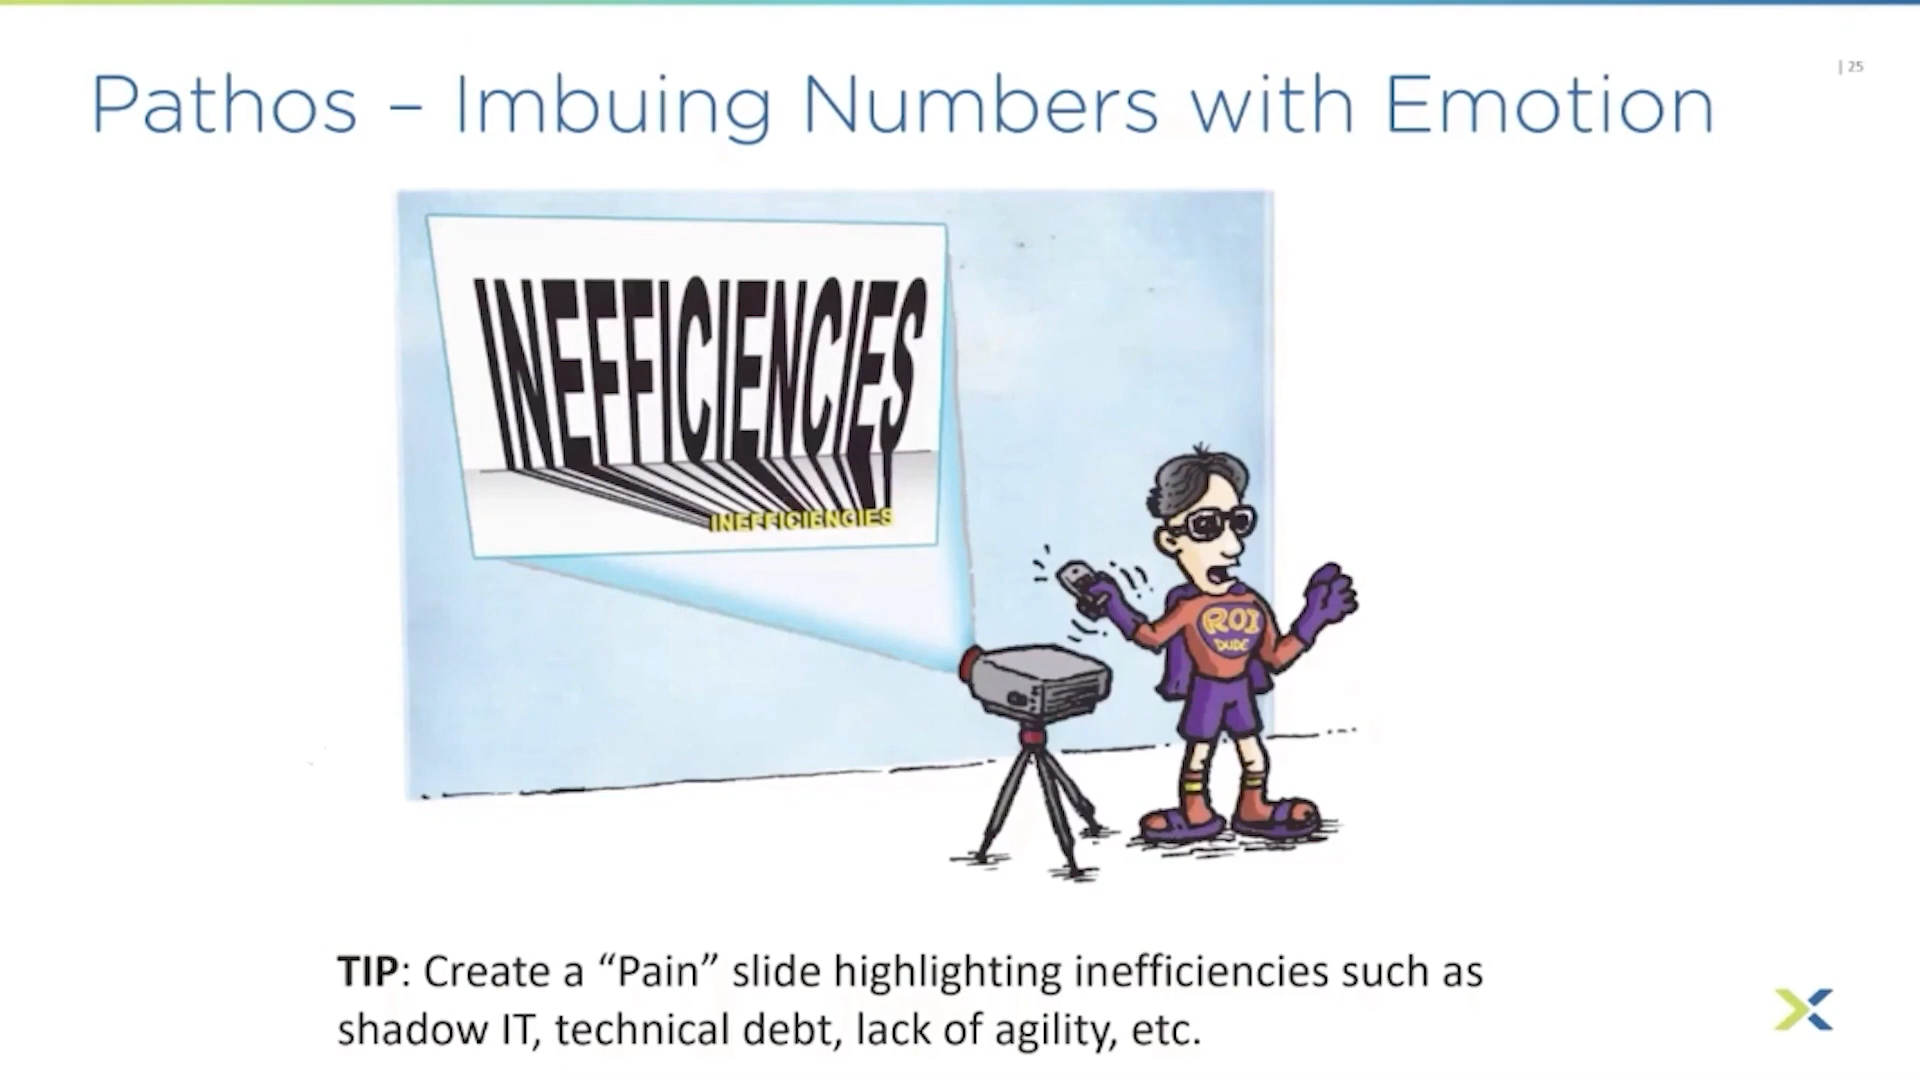 | 25
Pathos – Imbuing Numbers with Emotion
INEFFICIENCIES
INEFFICIENCIES
ROI
DUDE
TIP: Create a “Pain” slide highlighting inefficiencies such as
shadow IT, technical debt, lack of agility, etc.